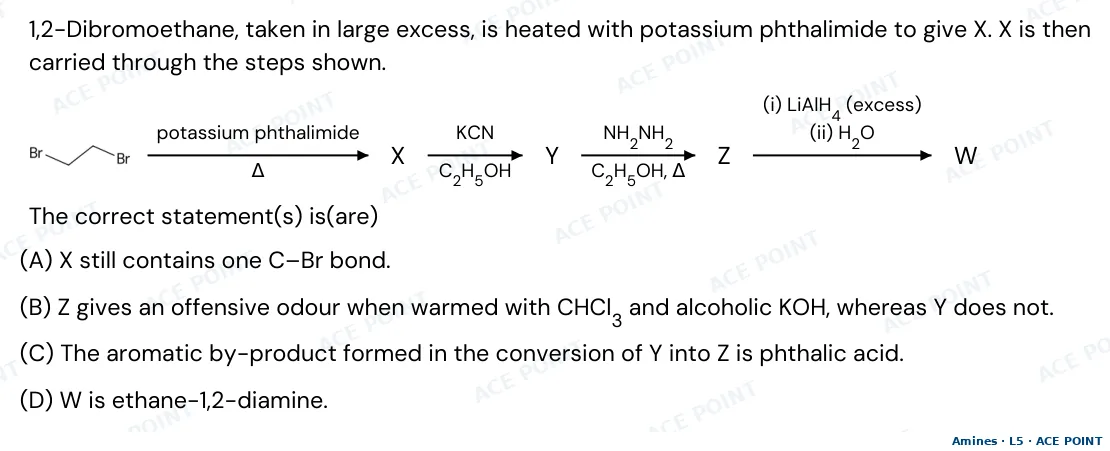 1,2-Dibromoethane, taken in large excess, is heated with potassium phthalimide to give X. X is then
carried through the steps shown.
(i) LiAlH₄ (excess)
potassium phthalimide KCN NH₂NH₂ (ii) H₂O
Br Br X Y Z W
Δ C₂H₅OH C₂H₅OH, Δ
The correct statement(s) is(are)
(A) X still contains one C–Br bond.
(B) Z gives an offensive odour when warmed with CHCl₃ and alcoholic KOH, whereas Y does not.
(C) The aromatic by-product formed in the conversion of Y into Z is phthalic acid.
(D) W is ethane-1,2-diamine.
Amines · L5 · ACE POINT